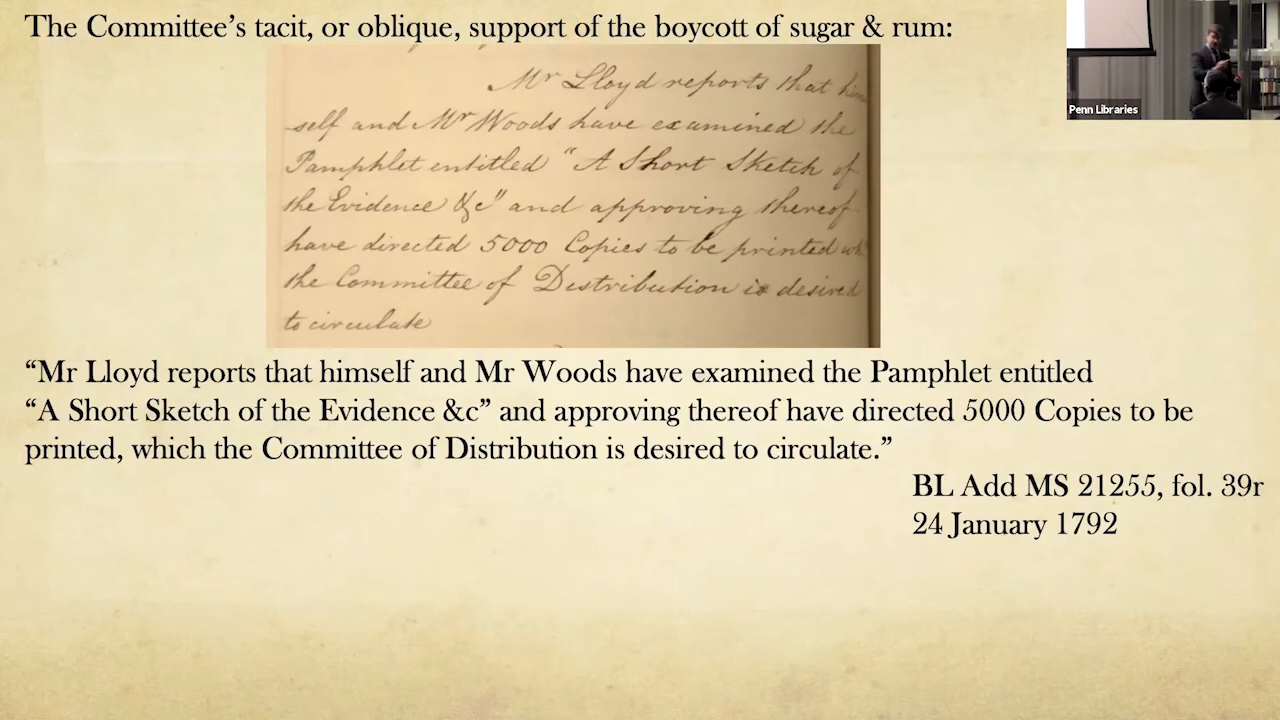 The Committee’s tacit, or oblique, support of the boycott of sugar & rum:
Mr Lloyd reports that him
self and Mr Woods have examined the
Pamphlet entitled “A Short Sketch of
the Evidence &c” and approving thereof
have directed 5000 Copies to be printed wh
the Committee of Distribution is desired
to circulate
“Mr Lloyd reports that himself and Mr Woods have examined the Pamphlet entitled
“A Short Sketch of the Evidence &c” and approving thereof have directed 5000 Copies to be
printed, which the Committee of Distribution is desired to circulate.”
BL Add MS 21255, fol. 39r
24 January 1792
Penn Libraries